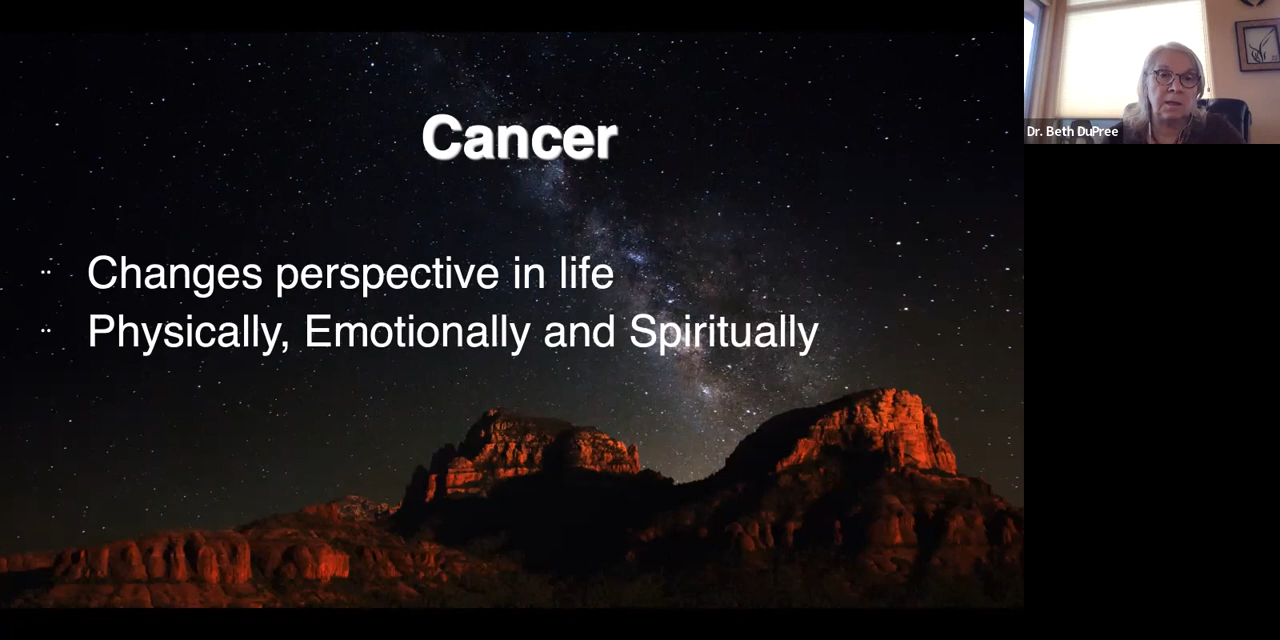 Cancer
Changes perspective in life
Physically, Emotionally and Spiritually
Dr. Beth DuPree